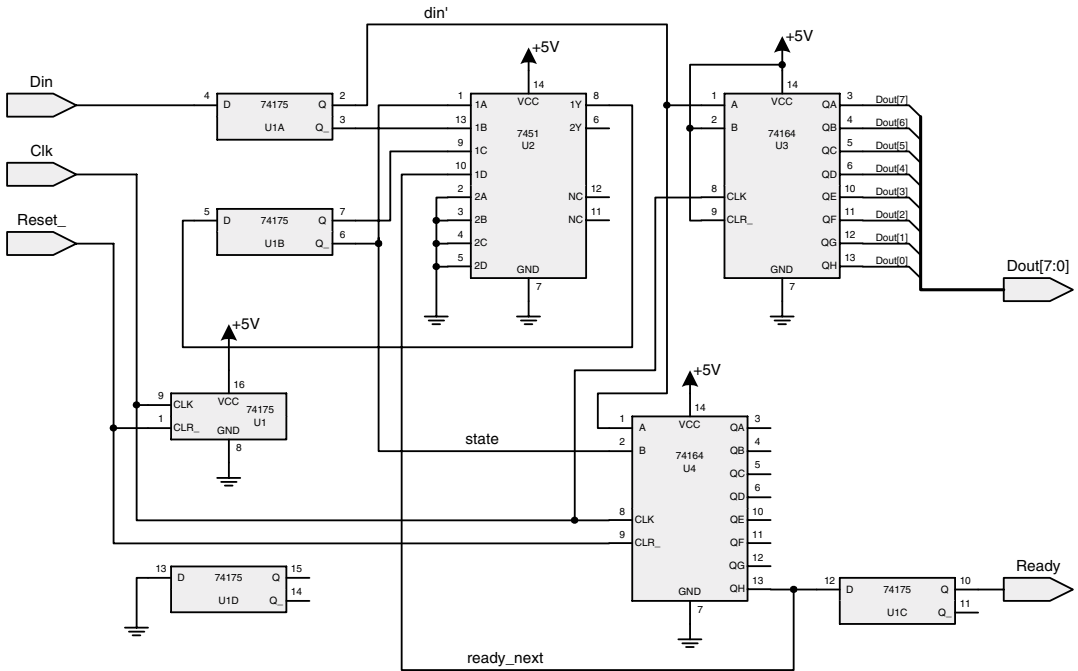 din'
+5V
+5V
Din
4 D 74175 Q 2
U1A Q_ 3
14
VCC
1 1A 1Y 8
13 1B 2Y 6
7451
U2
9 1C
10 1D
2 2A NC 12
3 2B NC 11
4 2C
5 2D
GND
7
14
VCC
1 A QA 3 Dout[7]
2 B QB 4 Dout[6]
74164
U3
QC 5 Dout[5]
QD 6 Dout[4]
8 CLK QE 10 Dout[3]
9 CLR_ QF 11 Dout[2]
QG 12 Dout[1]
QH 13 Dout[0]
GND
7
Dout[7:0]
Clk
Reset_
5 D 74175 Q 7
U1B Q_ 6
+5V
16
VCC
9 CLK 74175
1 CLR_ U1
GND
8
+5V
14
VCC
1 A QA 3
2 B QB 4
74164
U4
QC 5
QD 6
8 CLK QE 10
9 CLR_ QF 11
QG 12
QH 13
GND
7
state
13 D 74175 Q 15
U1D Q_ 14
12 D 74175 Q 10
U1C Q_ 11
Ready
ready_next